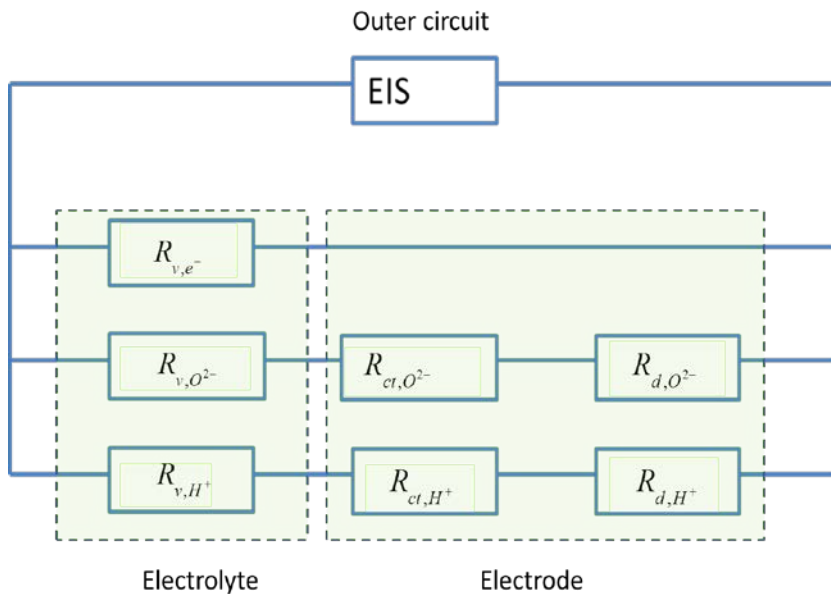 Outer circuit
EIS
R_{v,e^-}
R_{v,O^{2-}} R_{ct,O^{2-}} R_{d,O^{2-}}
R_{v,H^+} R_{ct,H^+} R_{d,H^+}
Electrolyte Electrode